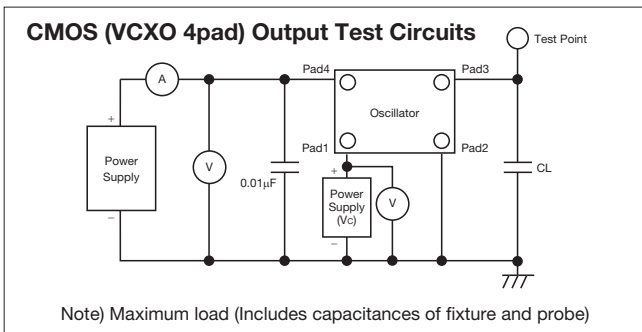 CMOS (VCXO 4pad) Output Test Circuits
Test Point
Pad4
Pad3
A
Oscillator
+
Power
Supply
−
V
0.01μF
Pad1
Pad2
+
Power
Supply
(Vc)
−
V
CL
Note) Maximum load (Includes capacitances of fixture and probe)